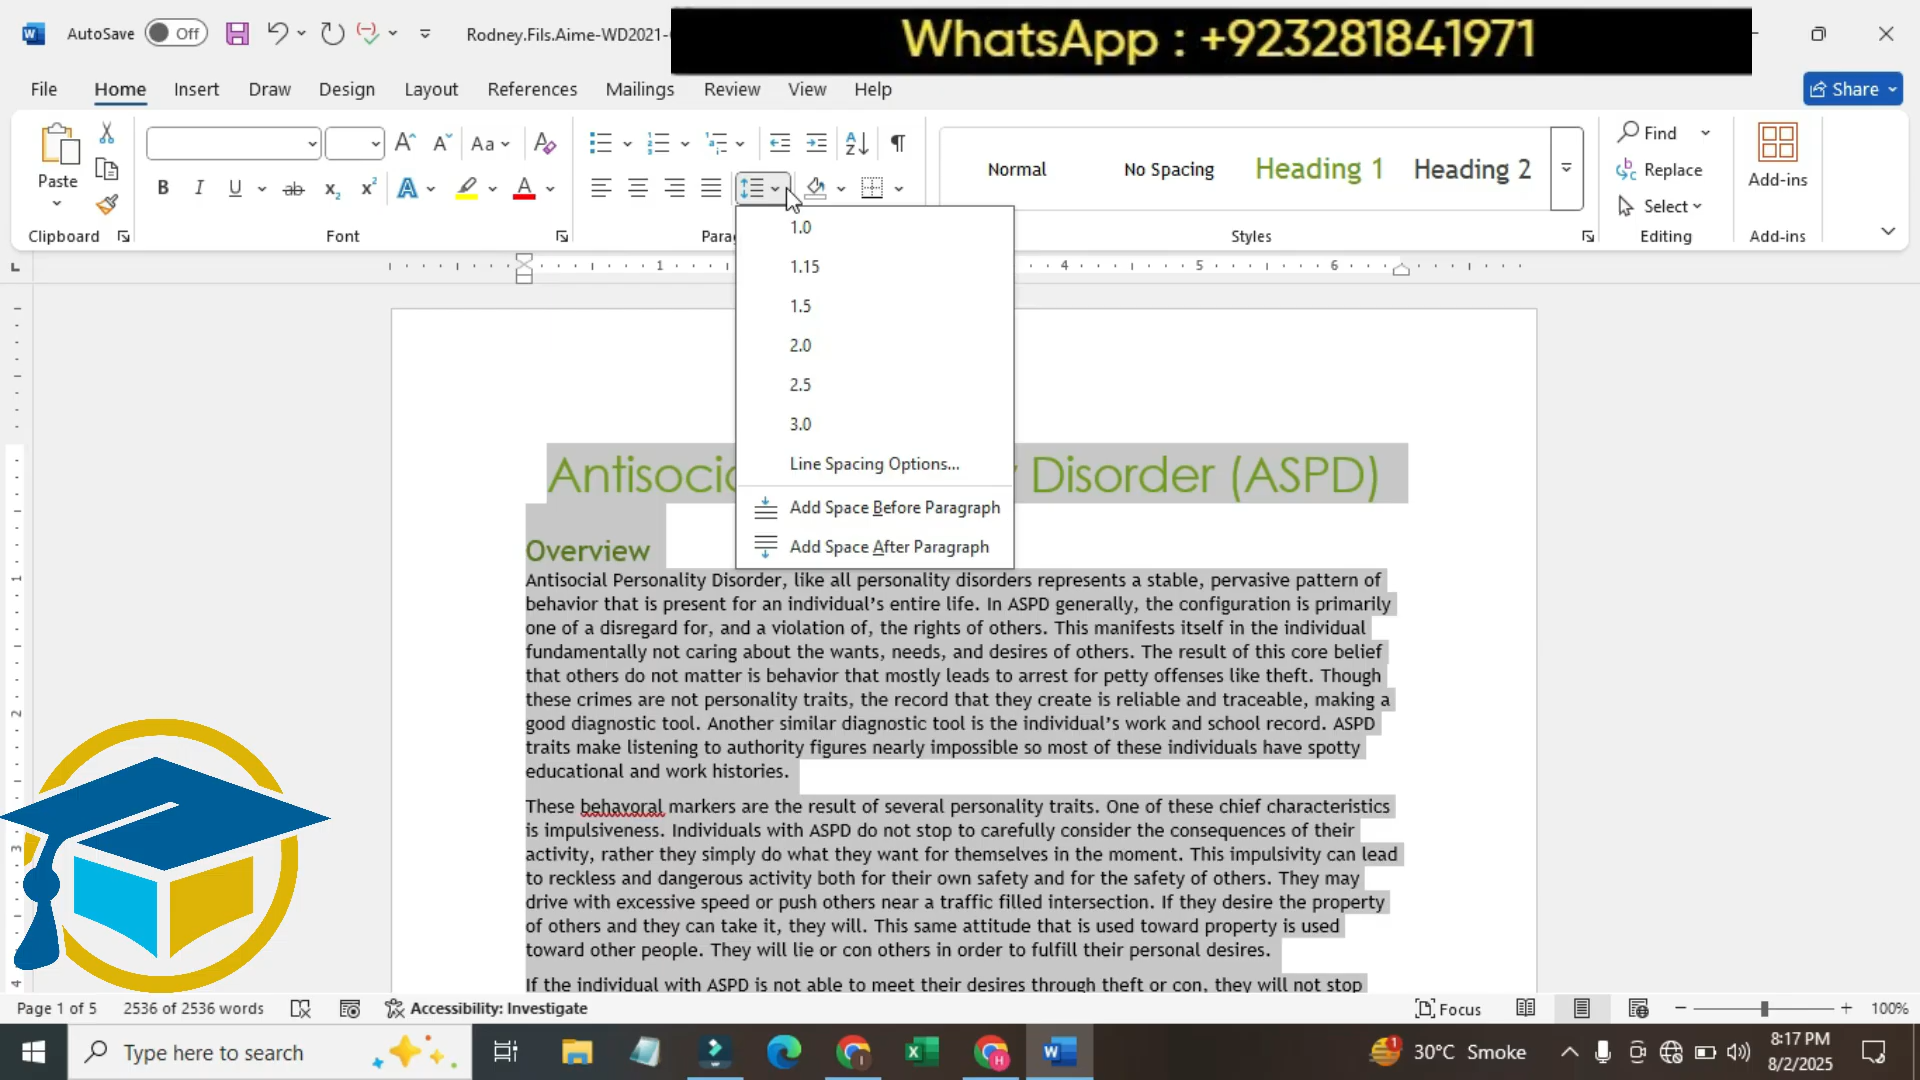 AutoSave Off Rodney.Fils.Aime-WD2021-
WhatsApp : +923281841971
File Home Insert Draw Design Layout References Mailings Review View Help Share
Paste
Clipboard
Aa
B I U ab x₂ x² A A
Font
Parag
Normal No Spacing Heading 1 Heading 2
Styles
Find
Replace
Select
Editing
Add-ins
Add-ins
1 4 5 6
1.0
1.15
1.5
2.0
2.5
3.0
Line Spacing Options...
Add Space Before Paragraph
Add Space After Paragraph
Antisoci Disorder (ASPD)
Overview
Antisocial Personality Disorder, like all personality disorders represents a stable, pervasive pattern of
behavior that is present for an individual’s entire life. In ASPD generally, the configuration is primarily
one of a disregard for, and a violation of, the rights of others. This manifests itself in the individual
fundamentally not caring about the wants, needs, and desires of others. The result of this core belief
that others do not matter is behavior that mostly leads to arrest for petty offenses like theft. Though
these crimes are not personality traits, the record that they create is reliable and traceable, making a
good diagnostic tool. Another similar diagnostic tool is the individual’s work and school record. ASPD
traits make listening to authority figures nearly impossible so most of these individuals have spotty
educational and work histories.
These behavoral markers are the result of several personality traits. One of these chief characteristics
is impulsiveness. Individuals with ASPD do not stop to carefully consider the consequences of their
activity, rather they simply do what they want for themselves in the moment. This impulsivity can lead
to reckless and dangerous activity both for their own safety and for the safety of others. They may
drive with excessive speed or push others near a traffic filled intersection. If they desire the property
of others and they can take it, they will. This same attitude that is used toward property is used
toward other people. They will lie or con others in order to fulfill their personal desires.
If the individual with ASPD is not able to meet their desires through theft or con, they will not stop
Page 1 of 5 2536 of 2536 words Accessibility: Investigate Focus 100%
Type here to search 30°C Smoke 8:17 PM
8/2/2025